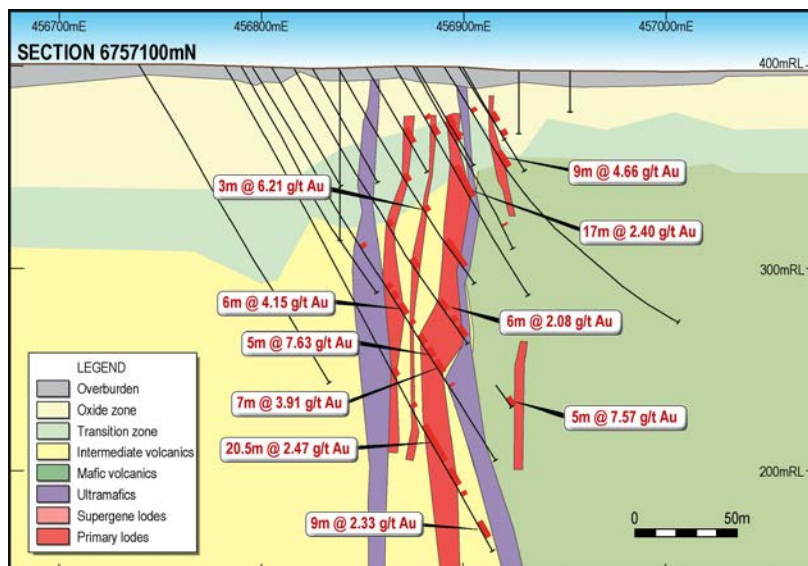 456700mE
456800mE
456900mE
457000mE
SECTION 6757100mN
400mRL
9m @ 4.66 g/t Au
3m @ 6.21 g/t Au
17m @ 2.40 g/t Au
300mRL
6m @ 4.15 g/t Au
6m @ 2.08 g/t Au
5m @ 7.63 g/t Au
7m @ 3.91 g/t Au
5m @ 7.57 g/t Au
20.5m @ 2.47 g/t Au
200mRL
9m @ 2.33 g/t Au
LEGEND
Overburden
Oxide zone
Transition zone
Intermediate volcanics
Mafic volcanics
Ultramafics
Supergene lodes
Primary lodes
0
50m